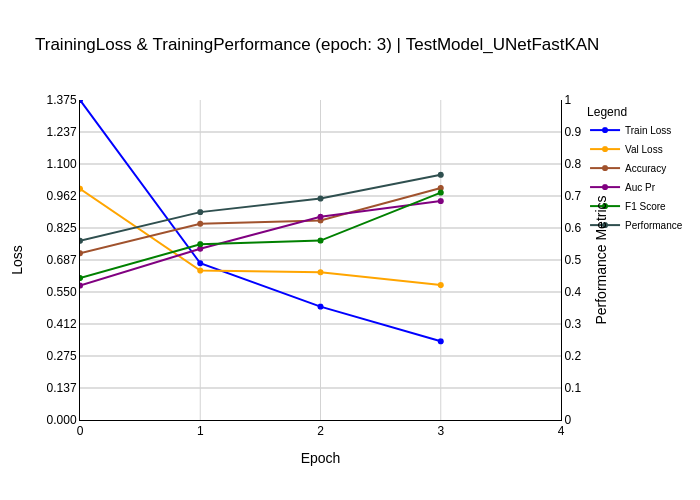 TrainingLoss & TrainingPerformance (epoch: 3) | TestModel_UNetFastKAN
1.375
1.237
1.100
0.962
0.825
0.687
0.550
0.412
0.275
0.137
0.000
Loss
0
1
2
3
4
Epoch
1
0.9
0.8
0.7
0.6
0.5
0.4
0.3
0.2
0.1
0
Performance Metrics
Legend
Train Loss
Val Loss
Accuracy
Auc Pr
F1 Score
Performance